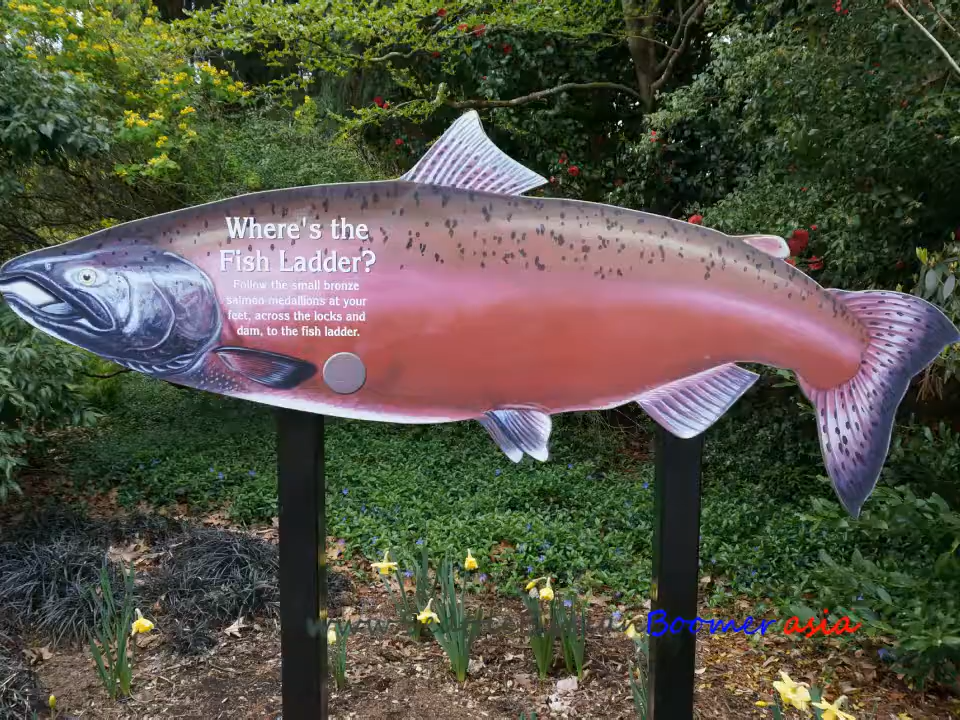 Where's the
Fish Ladder?
Follow the small bronze
salmon medallions at your
feet, across the locks and
dam, to the fish ladder.
Boomer asia